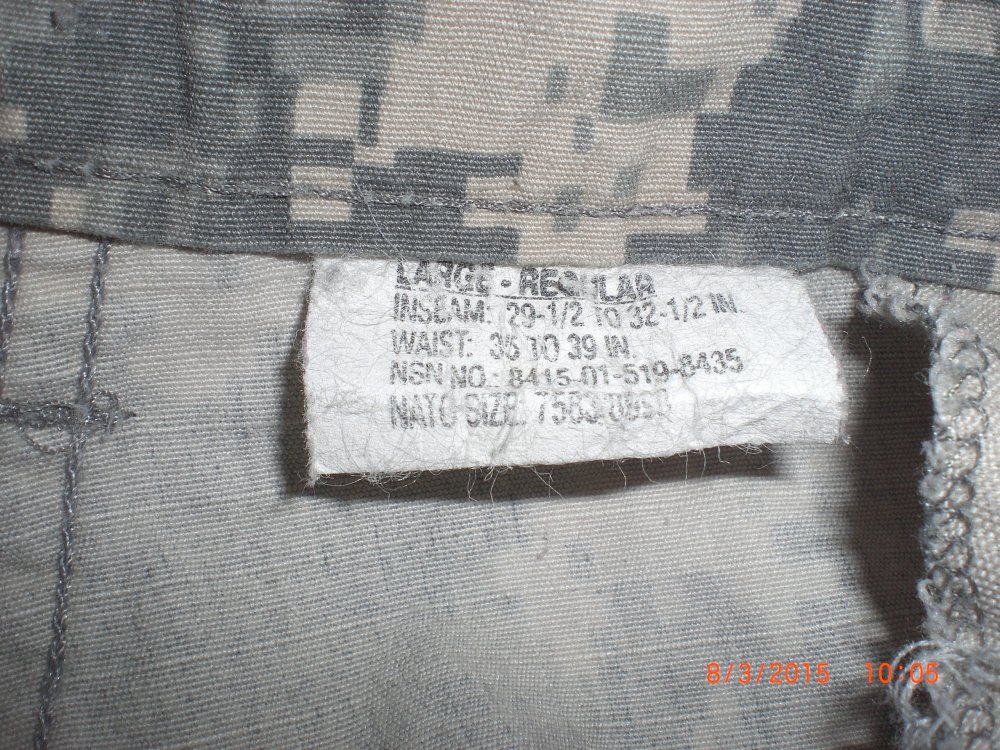 LARGE - REGULAR
INSEAM: 29-1/2 TO 32-1/2 IN.
WAIST: 35 TO 39 IN.
NSN NO.: 8415-01-519-8435
NATO SIZE:
8/3/2015 10:05